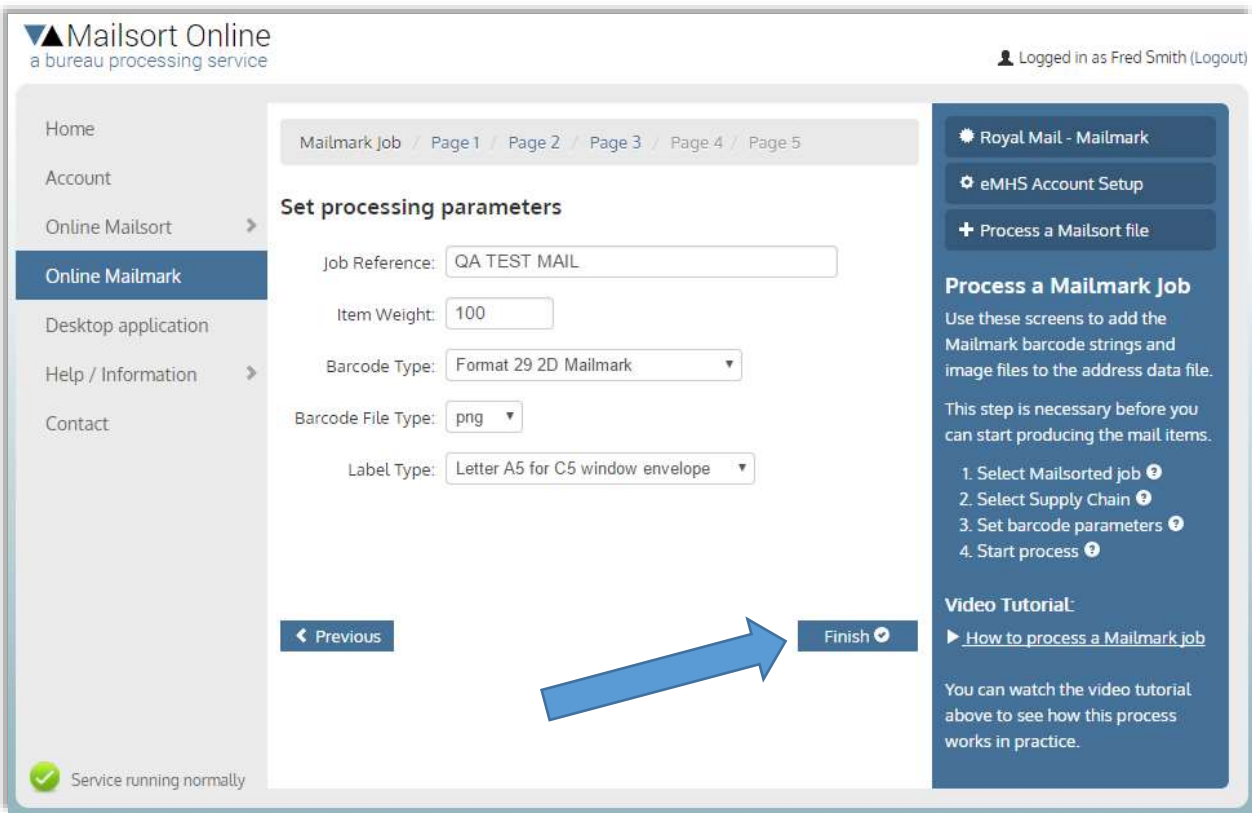 Mailsort Online
a bureau processing service
Logged in as Fred Smith (Logout)
Home
Account
Online Mailsort
Online Mailmark
Desktop application
Help / Information
Contact
Service running normally
Mailmark Job / Page 1 / Page 2 / Page 3 / Page 4 / Page 5
Set processing parameters
Job Reference: QA TEST MAIL
Item Weight: 100
Barcode Type: Format 29 2D Mailmark
Barcode File Type: png
Label Type: Letter A5 for C5 window envelope
Previous
Finish
Royal Mail - Mailmark
eMHS Account Setup
Process a Mailsort file
Process a Mailmark Job
Use these screens to add the
Mailmark barcode strings and
image files to the address data file.
This step is necessary before you
can start producing the mail items.
1. Select Mailsorted job
2. Select Supply Chain
3. Set barcode parameters
4. Start process
Video Tutorial:
How to process a Mailmark job
You can watch the video tutorial
above to see how this process
works in practice.